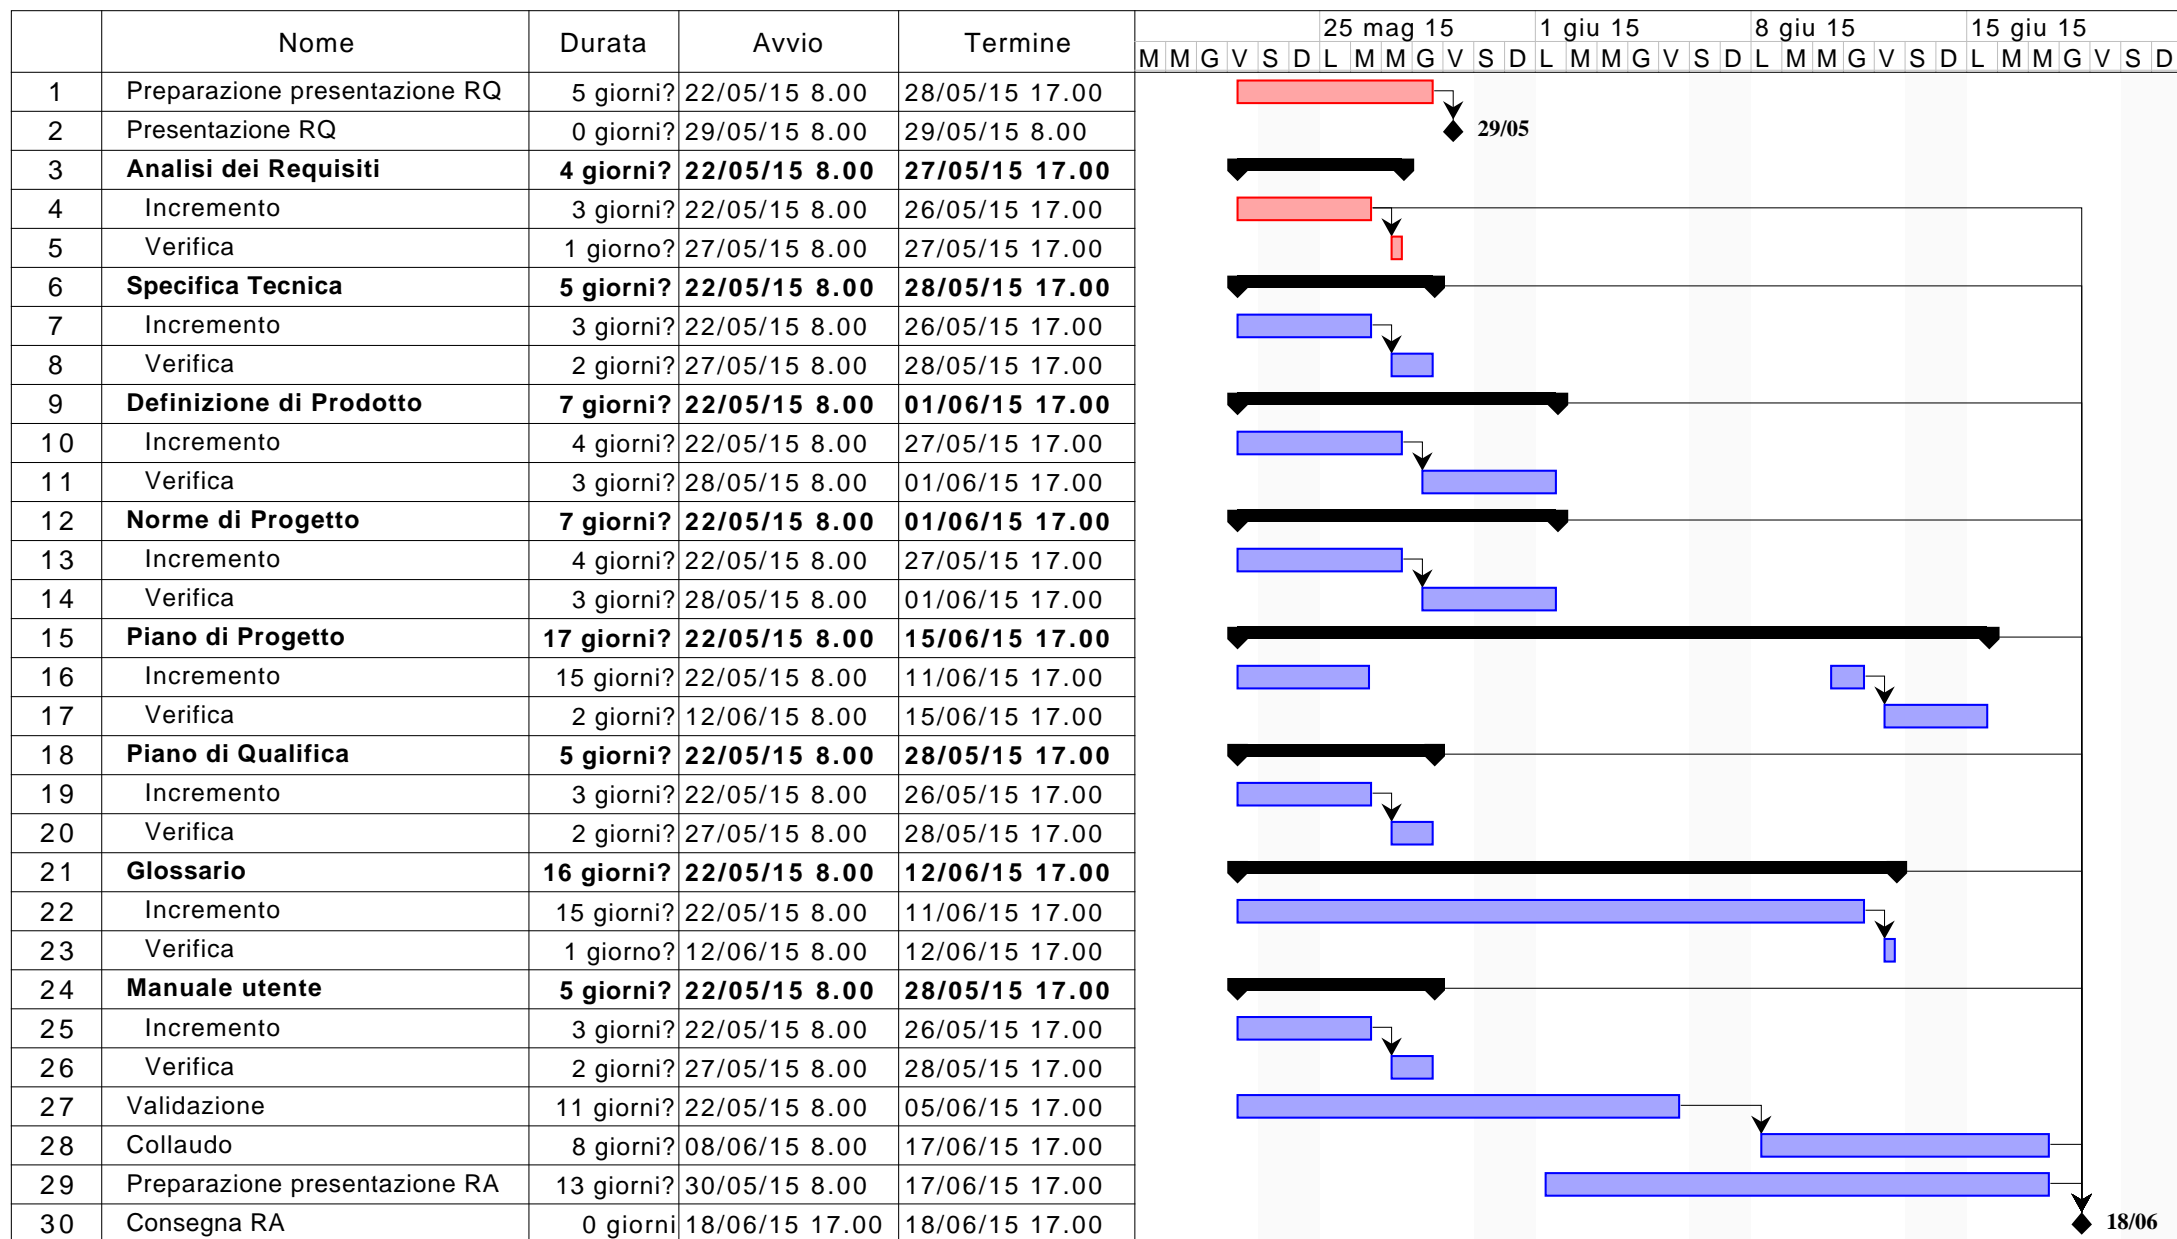 Nome Durata Avvio Termine 25 mag 15 1 giu 15 8 giu 15 15 giu 15
M M G V S D L M M G V S D L M M G V S D L M M G V S D L M M G V S D
1 Preparazione presentazione RQ 5 giorni? 22/05/15 8.00 28/05/15 17.00
2 Presentazione RQ 0 giorni? 29/05/15 8.00 29/05/15 8.00 29/05
3 Analisi dei Requisiti 4 giorni? 22/05/15 8.00 27/05/15 17.00
4 Incremento 3 giorni? 22/05/15 8.00 26/05/15 17.00
5 Verifica 1 giorno? 27/05/15 8.00 27/05/15 17.00
6 Specifica Tecnica 5 giorni? 22/05/15 8.00 28/05/15 17.00
7 Incremento 3 giorni? 22/05/15 8.00 26/05/15 17.00
8 Verifica 2 giorni? 27/05/15 8.00 28/05/15 17.00
9 Definizione di Prodotto 7 giorni? 22/05/15 8.00 01/06/15 17.00
10 Incremento 4 giorni? 22/05/15 8.00 27/05/15 17.00
11 Verifica 3 giorni? 28/05/15 8.00 01/06/15 17.00
12 Norme di Progetto 7 giorni? 22/05/15 8.00 01/06/15 17.00
13 Incremento 4 giorni? 22/05/15 8.00 27/05/15 17.00
14 Verifica 3 giorni? 28/05/15 8.00 01/06/15 17.00
15 Piano di Progetto 17 giorni? 22/05/15 8.00 15/06/15 17.00
16 Incremento 15 giorni? 22/05/15 8.00 11/06/15 17.00
17 Verifica 2 giorni? 12/06/15 8.00 15/06/15 17.00
18 Piano di Qualifica 5 giorni? 22/05/15 8.00 28/05/15 17.00
19 Incremento 3 giorni? 22/05/15 8.00 26/05/15 17.00
20 Verifica 2 giorni? 27/05/15 8.00 28/05/15 17.00
21 Glossario 16 giorni? 22/05/15 8.00 12/06/15 17.00
22 Incremento 15 giorni? 22/05/15 8.00 11/06/15 17.00
23 Verifica 1 giorno? 12/06/15 8.00 12/06/15 17.00
24 Manuale utente 5 giorni? 22/05/15 8.00 28/05/15 17.00
25 Incremento 3 giorni? 22/05/15 8.00 26/05/15 17.00
26 Verifica 2 giorni? 27/05/15 8.00 28/05/15 17.00
27 Validazione 11 giorni? 22/05/15 8.00 05/06/15 17.00
28 Collaudo 8 giorni? 08/06/15 8.00 17/06/15 17.00
29 Preparazione presentazione RA 13 giorni? 30/05/15 8.00 17/06/15 17.00
30 Consegna RA 0 giorni 18/06/15 17.00 18/06/15 17.00 18/06